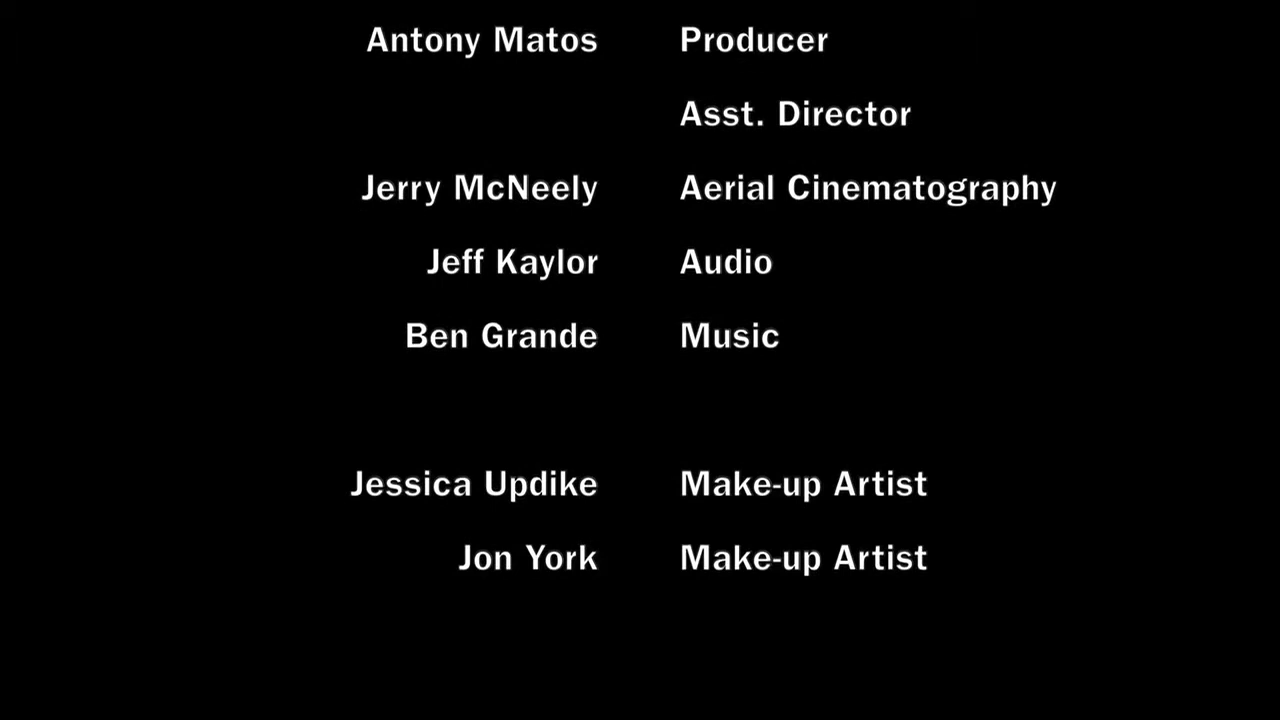 Antony Matos Producer
Asst. Director
Jerry McNeely Aerial Cinematography
Jeff Kaylor Audio
Ben Grande Music
Jessica Updike Make-up Artist
Jon York Make-up Artist